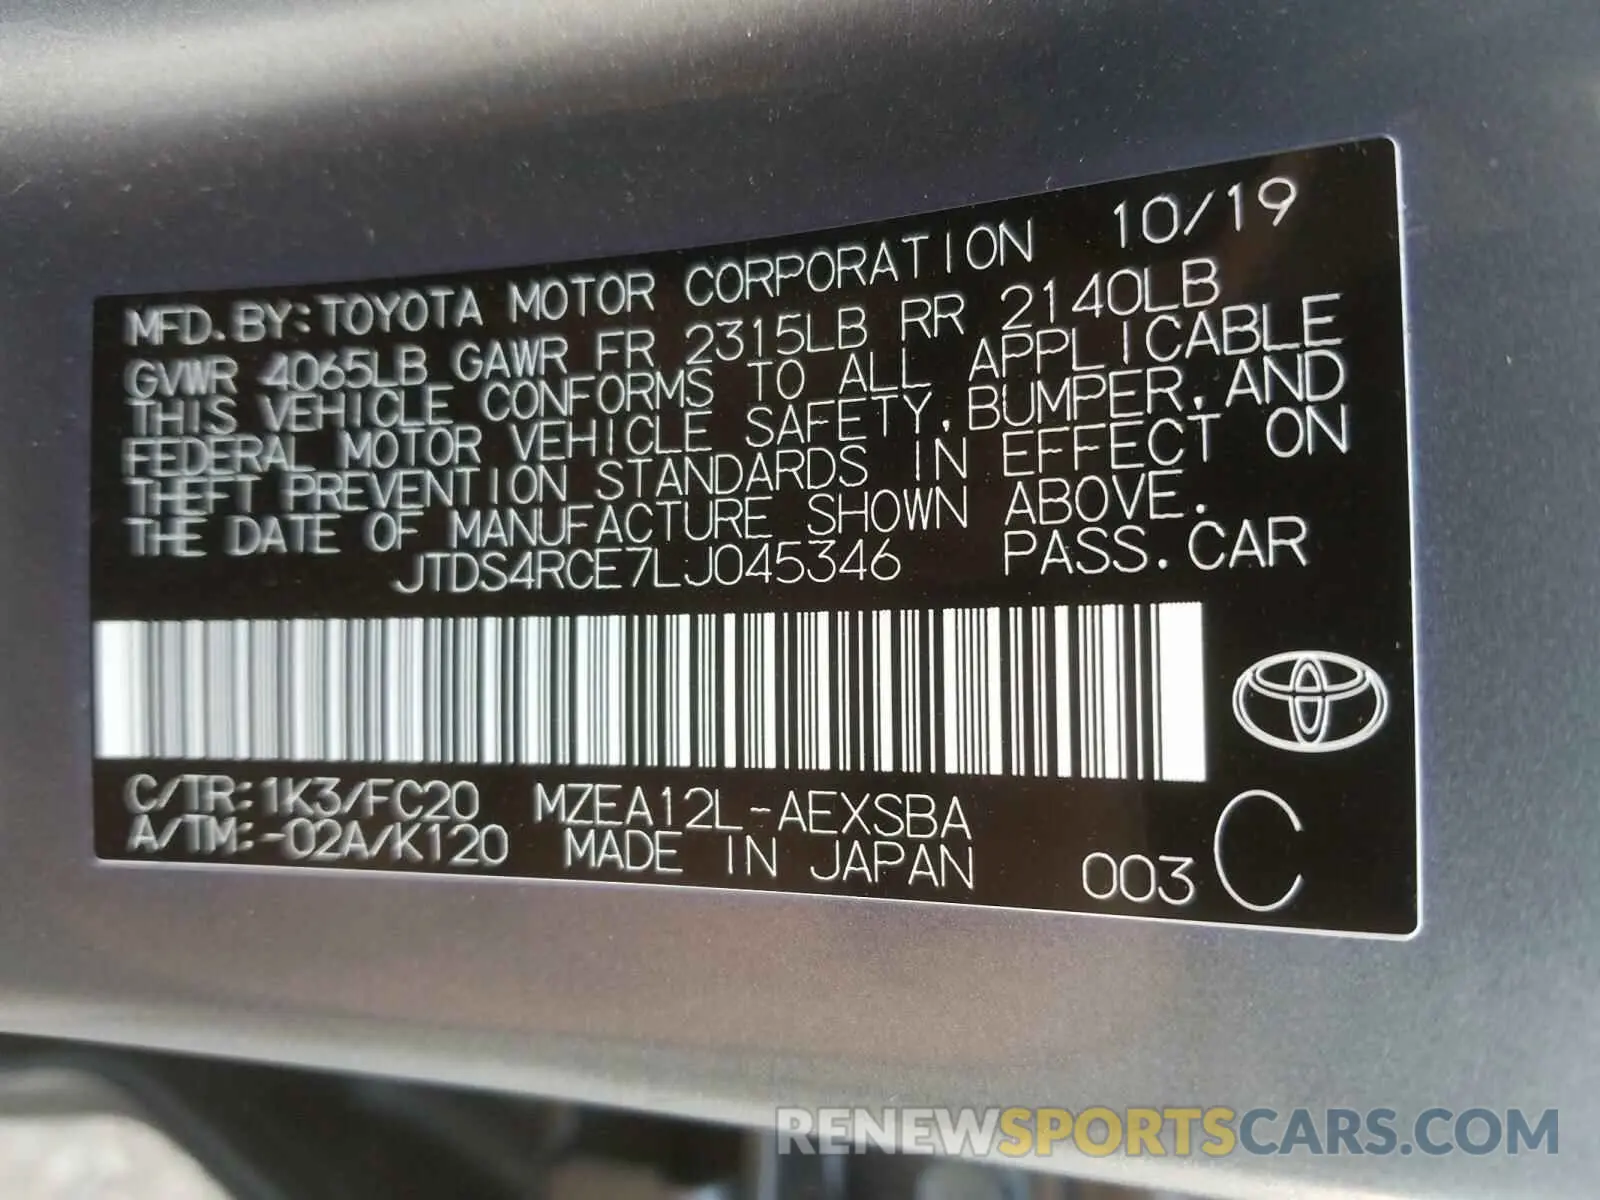 MFD. BY: TOYOTA MOTOR CORPORATION 10/19
GVWR 4065LB GAWR FR 2315LB RR 2140LB
THIS VEHICLE CONFORMS TO ALL APPLICABLE
FEDERAL MOTOR VEHICLE SAFETY, BUMPER, AND
THEFT PREVENTION STANDARDS IN EFFECT ON
THE DATE OF MANUFACTURE SHOWN ABOVE.
JTDS4RCE7LJ045346 PASS. CAR
C/TR: 1K3/FC20 MZEA12L-AEXSBA
A/TM: -02A/K120 MADE IN JAPAN 003 C
RENEWSPORTSCARS.COM